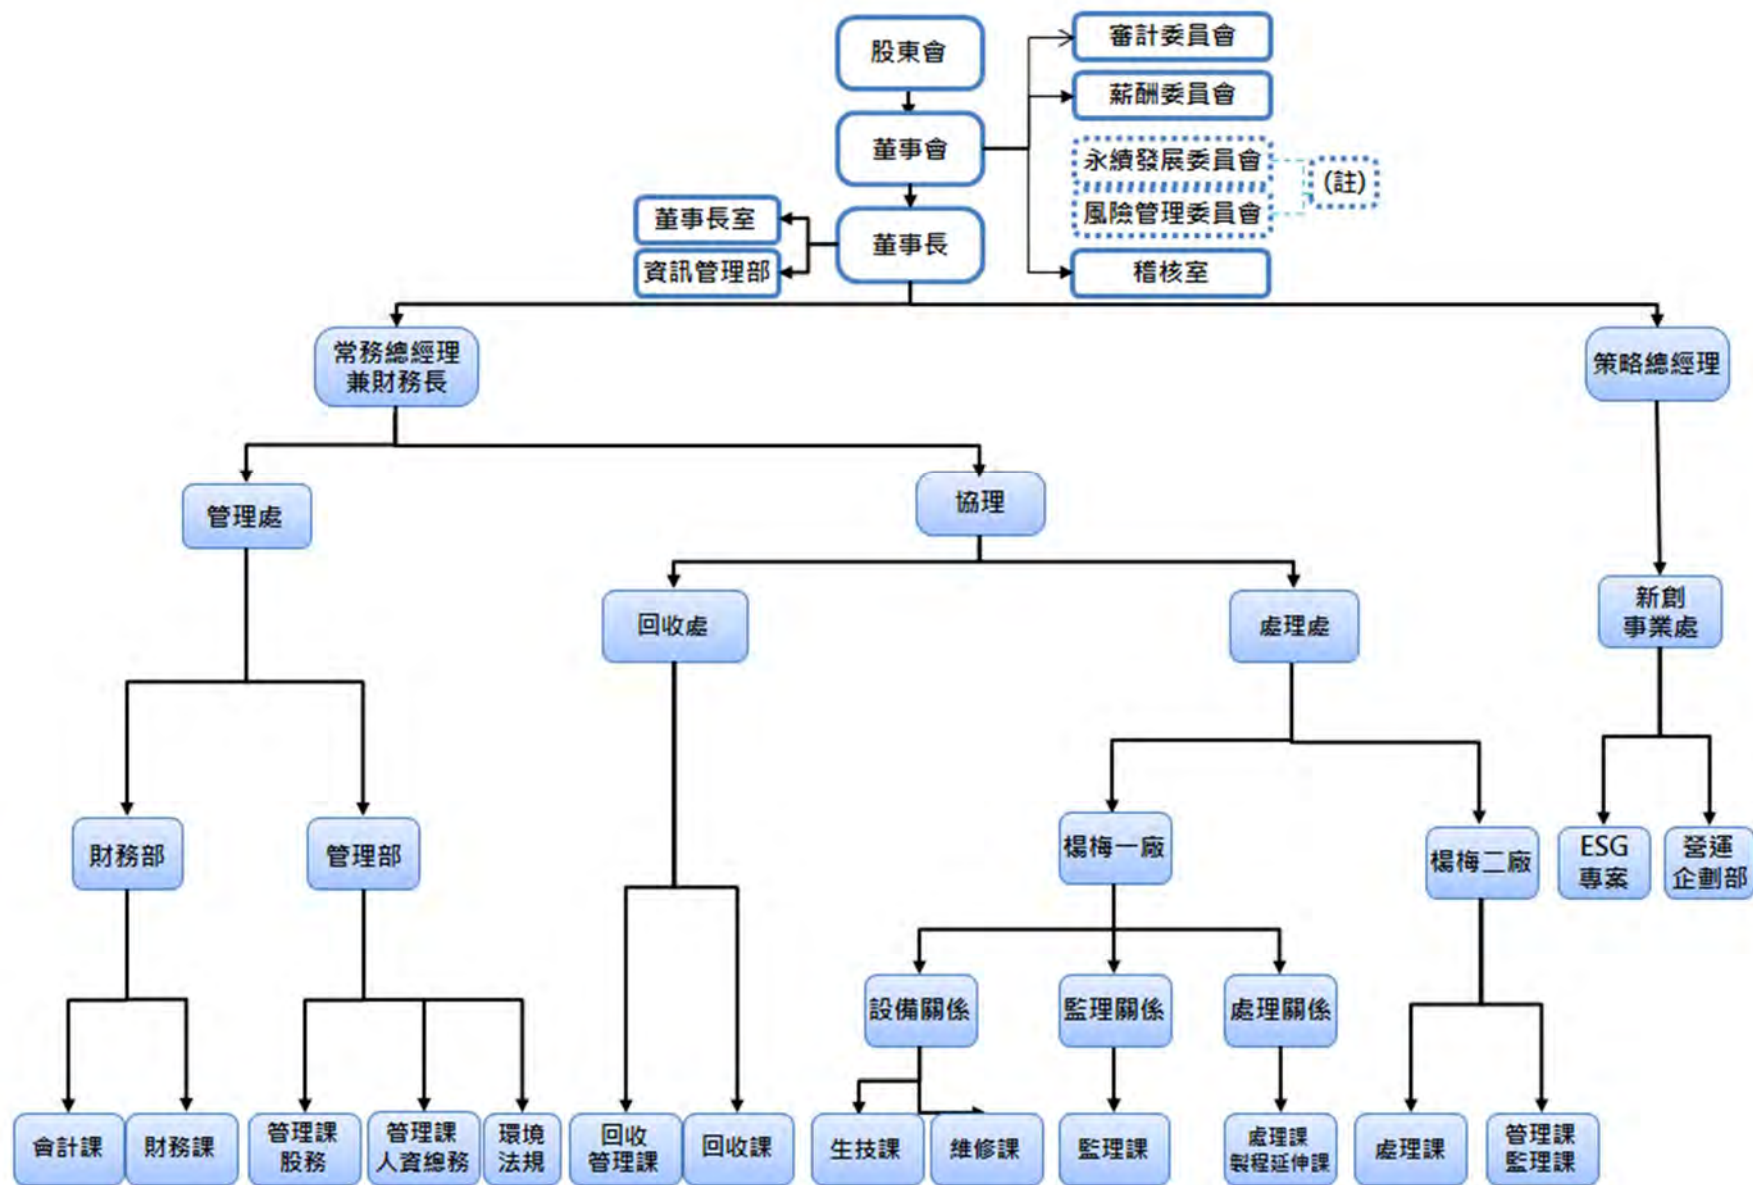 股東會
審計委員會
薪酬委員會
董事會
永續發展委員會
(註)
風險管理委員會
董事長室
董事長
資訊管理部
稽核室
常務總經理
兼財務長
策略總經理
管理處
協理
回收處
處理處
新創
事業處
財務部
管理部
楊梅一廠
楊梅二廠
ESG
專案
營運
企劃部
設備關係
監理關係
處理關係
會計課
財務課
管理課
股務
管理課
人資總務
環境
法規
回收
管理課
回收課
生技課
維修課
監理課
處理課
製程延伸課
處理課
管理課
監理課